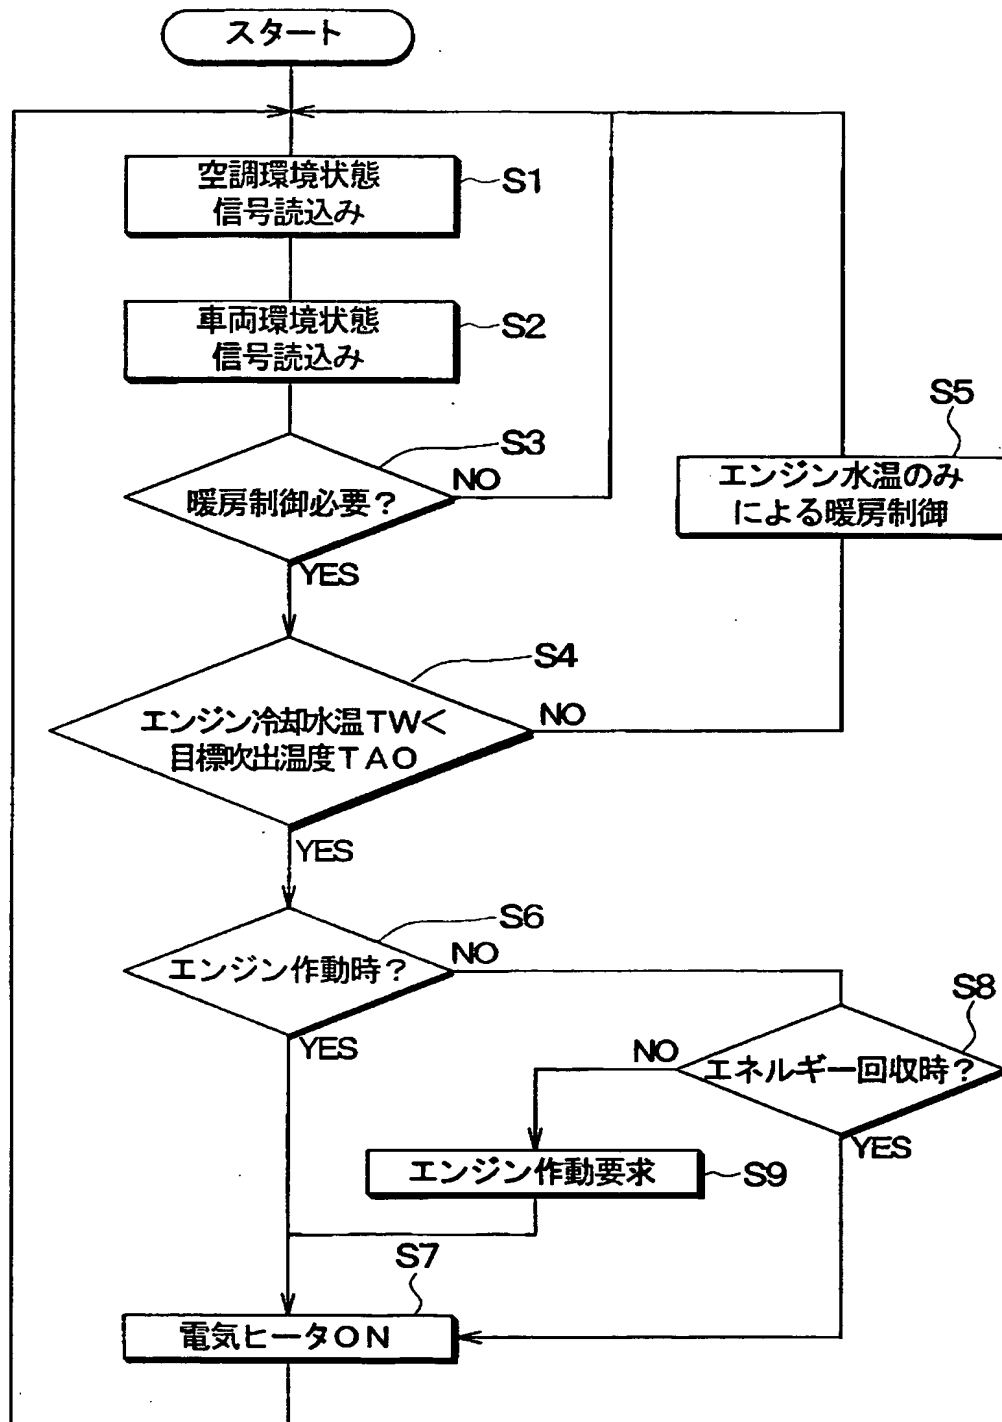 スタート
空調環境状態
信号読込み
S1
車両環境状態
信号読込み
S2
S3
暖房制御必要？
NO
YES
S5
エンジン水温のみ
による暖房制御
S4
エンジン冷却水温TW＜
目標吹出温度TAO
NO
YES
S6
エンジン作動時？
NO
YES
S8
エネルギー回収時？
NO
YES
エンジン作動要求
S9
S7
電気ヒータON